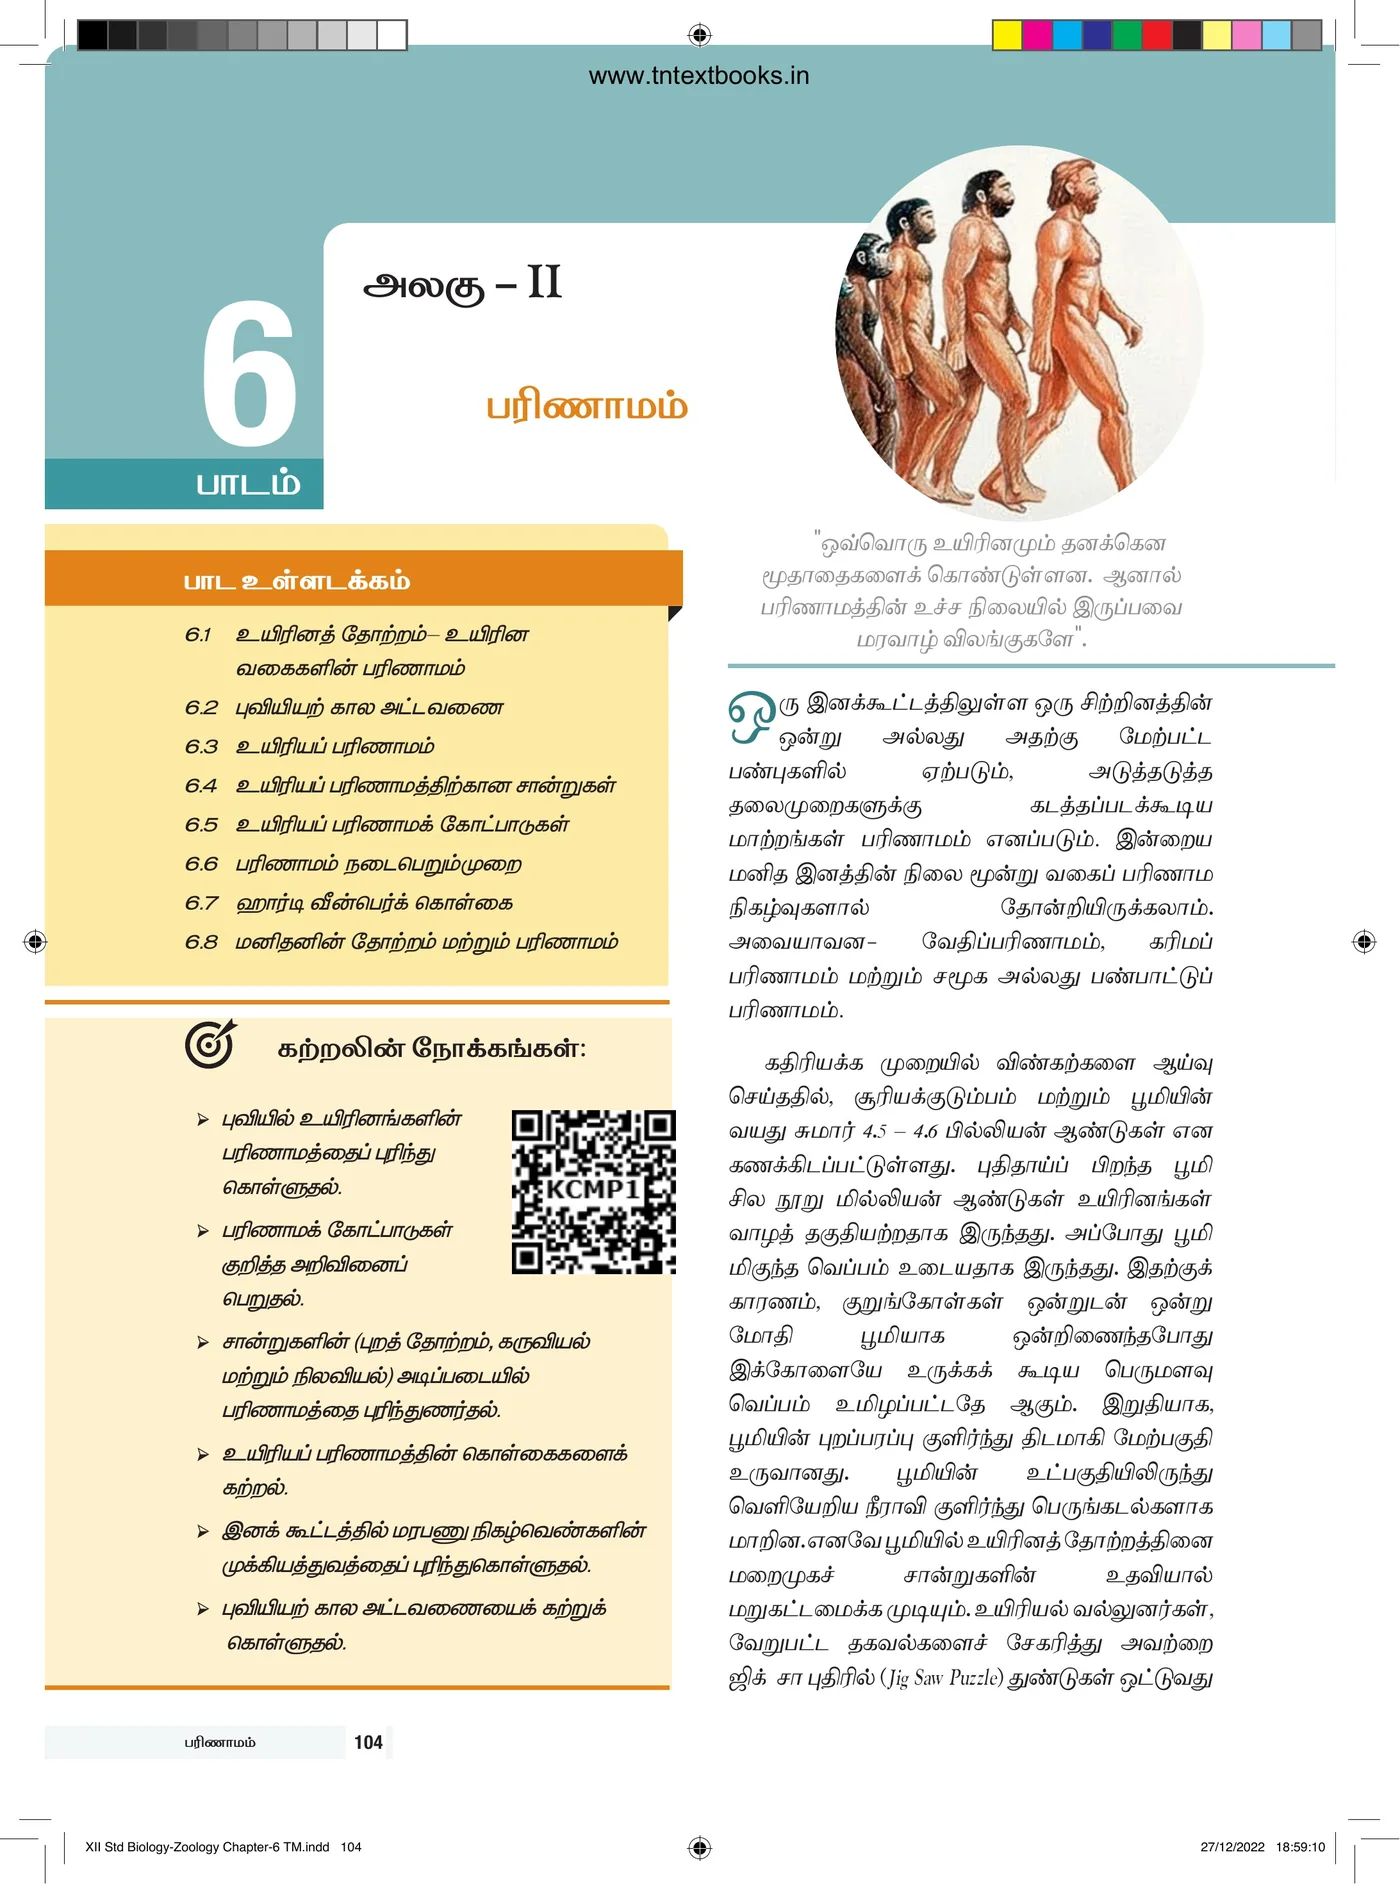 www.tntextbooks.in
அலகு – II
6
பாடம்
பரிணாமம்
"ஒவ்வொரு உயிரினமும் தனக்கென
மூதாதைகளைக் கொண்டுள்ளன. ஆனால்
பரிணாமத்தின் உச்ச நிலையில் இருப்பவை
மரவாழ் விலங்குகளே".
பாட உள்ளடக்கம்
6.1 உயிரினத் தோற்றம்– உயிரின
வகைகளின் பரிணாமம்
6.2 புவியியற் கால அட்டவணை
6.3 உயிரியப் பரிணாமம்
6.4 உயிரியப் பரிணாமத்திற்கான சான்றுகள்
6.5 உயிரியப் பரிணாமக் கோட்பாடுகள்
6.6 பரிணாமம் நடைபெறும்முறை
6.7 ஹார்டி வீன்பெர்க் கொள்கை
6.8 மனிதனின் தோற்றம் மற்றும் பரிணாமம்
கற்றலின் நோக்கங்கள்:
➢ புவியில் உயிரினங்களின்
பரிணாமத்தைப் புரிந்து
கொள்ளுதல்.
➢ பரிணாமக் கோட்பாடுகள்
குறித்த அறிவினைப்
பெறுதல்.
KCMP1
➢ சான்றுகளின் (புறத் தோற்றம், கருவியல்
மற்றும் நிலவியல்) அடிப்படையில்
பரிணாமத்தை புரிந்துணர்தல்.
➢ உயிரியப் பரிணாமத்தின் கொள்கைகளைக்
கற்றல்.
➢ இனக் கூட்டத்தில் மரபணு நிகழ்வெண்களின்
முக்கியத்துவத்தைப் புரிந்துகொள்ளுதல்.
➢ புவியியற் கால அட்டவணையைக் கற்றுக்
கொள்ளுதல்.
ஒரு இனக்கூட்டத்திலுள்ள ஒரு சிற்றினத்தின்
ஒன்று அல்லது அதற்கு மேற்பட்ட
பண்புகளில் ஏற்படும், அடுத்தடுத்த
தலைமுறைகளுக்கு கடத்தப்படக்கூடிய
மாற்றங்கள் பரிணாமம் எனப்படும். இன்றைய
மனித இனத்தின் நிலை மூன்று வகைப் பரிணாம
நிகழ்வுகளால் தோன்றியிருக்கலாம்.
அவையாவன- வேதிப்பரிணாமம், கரிமப்
பரிணாமம் மற்றும் சமூக அல்லது பண்பாட்டுப்
பரிணாமம்.
கதிரியக்க முறையில் விண்கற்களை ஆய்வு
செய்ததில், சூரியக்குடும்பம் மற்றும் பூமியின்
வயது சுமார் 4.5 – 4.6 பில்லியன் ஆண்டுகள் என
கணக்கிடப்பட்டுள்ளது. புதிதாய்ப் பிறந்த பூமி
சில நூறு மில்லியன் ஆண்டுகள் உயிரினங்கள்
வாழத் தகுதியற்றதாக இருந்தது. அப்போது பூமி
மிகுந்த வெப்பம் உடையதாக இருந்தது. இதற்குக்
காரணம், குறுங்கோள்கள் ஒன்றுடன் ஒன்று
மோதி பூமியாக ஒன்றிணைந்தபோது
இக்கோளையே உருக்கக் கூடிய பெருமளவு
வெப்பம் உமிழப்பட்டதே ஆகும். இறுதியாக,
பூமியின் புறப்பரப்பு குளிர்ந்து திடமாகி மேற்பகுதி
உருவானது. பூமியின் உட்பகுதியிலிருந்து
வெளியேறிய நீராவி குளிர்ந்து பெருங்கடல்களாக
மாறின.எனவே பூமியில் உயிரினத் தோற்றத்தினை
மறைமுகச் சான்றுகளின் உதவியால்
மறுகட்டமைக்க முடியும். உயிரியல் வல்லுனர்கள்,
வேறுபட்ட தகவல்களைச் சேகரித்து அவற்றை
ஜிக் சா புதிரில் (Jig Saw Puzzle) துண்டுகள் ஒட்டுவது
பரிணாமம் 104
XII Std Biology-Zoology Chapter-6 TM.indd 104
27/12/2022 18:59:10